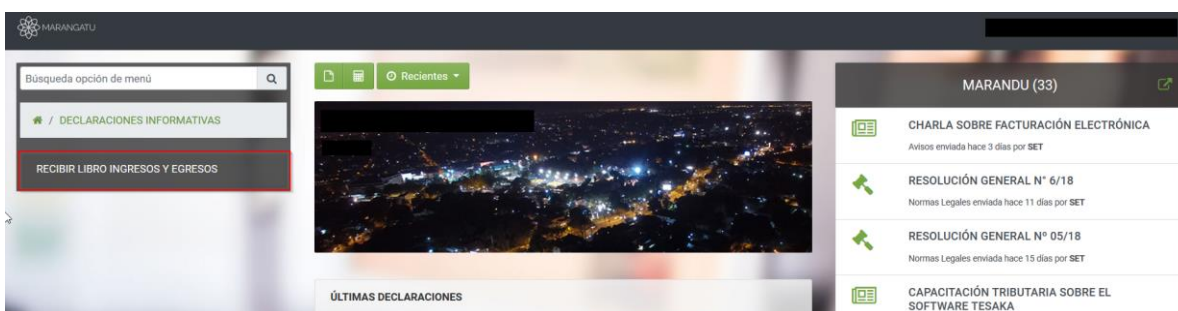 MARANGATU
Búsqueda opción de menú
/ DECLARACIONES INFORMATIVAS
RECIBIR LIBRO INGRESOS Y EGRESOS
Recientes
ÚLTIMAS DECLARACIONES
MARANDU (33)
CHARLA SOBRE FACTURACIÓN ELECTRÓNICA
Avisos enviada hace 3 días por SET
RESOLUCIÓN GENERAL N° 6/18
Normas Legales enviada hace 11 días por SET
RESOLUCIÓN GENERAL Nº 05/18
Normas Legales enviada hace 15 días por SET
CAPACITACIÓN TRIBUTARIA SOBRE EL
SOFTWARE TESAKA